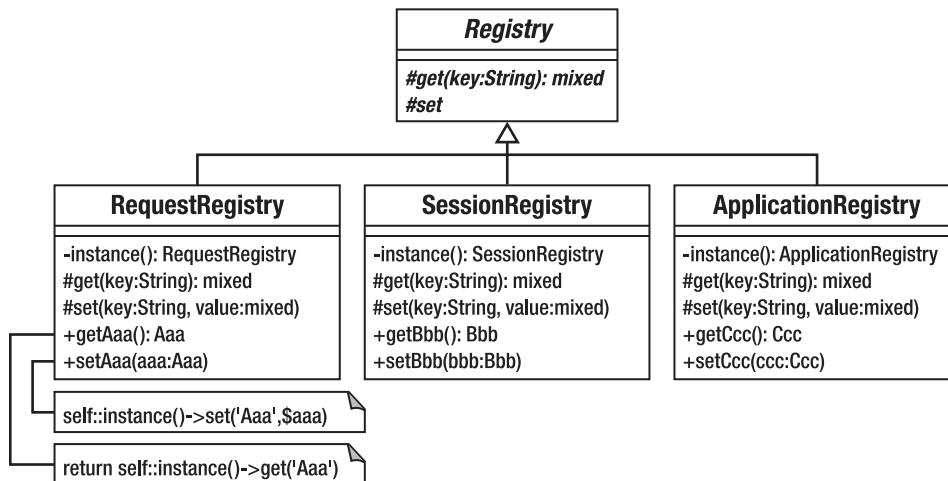 Registry
#get(key:String): mixed
#set
RequestRegistry
-instance(): RequestRegistry
#get(key:String): mixed
#set(key:String, value:mixed)
+getAaa(): Aaa
+setAaa(aaa:Aaa)
self::instance()->set('Aaa',$aaa)
return self::instance()->get('Aaa')
SessionRegistry
-instance(): SessionRegistry
#get(key:String): mixed
#set(key:String, value:mixed)
+getBbb(): Bbb
+setBbb(bbb:Bbb)
ApplicationRegistry
-instance(): ApplicationRegistry
#get(key:String): mixed
#set(key:String, value:mixed)
+getCcc(): Ccc
+setCcc(ccc:Ccc)